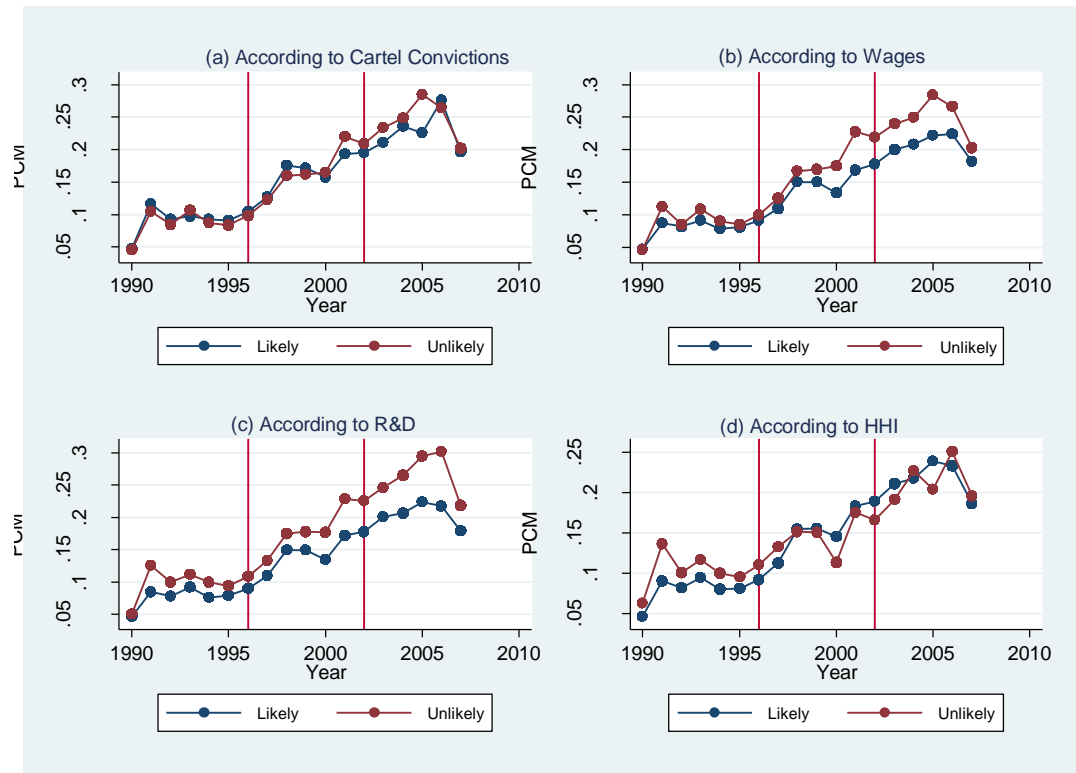 (a) According to Cartel Convictions
PCM
.05 .1 .15 .2 .25 .3
1990 1995 2000 2005 2010
Year
Likely Unlikely
(b) According to Wages
PCM
.05 .1 .15 .2 .25 .3
1990 1995 2000 2005 2010
Year
Likely Unlikely
(c) According to R&D
PCM
.05 .1 .15 .2 .25 .3
1990 1995 2000 2005 2010
Year
Likely Unlikely
(d) According to HHI
PCM
.05 .1 .15 .2 .25
1990 1995 2000 2005 2010
Year
Likely Unlikely